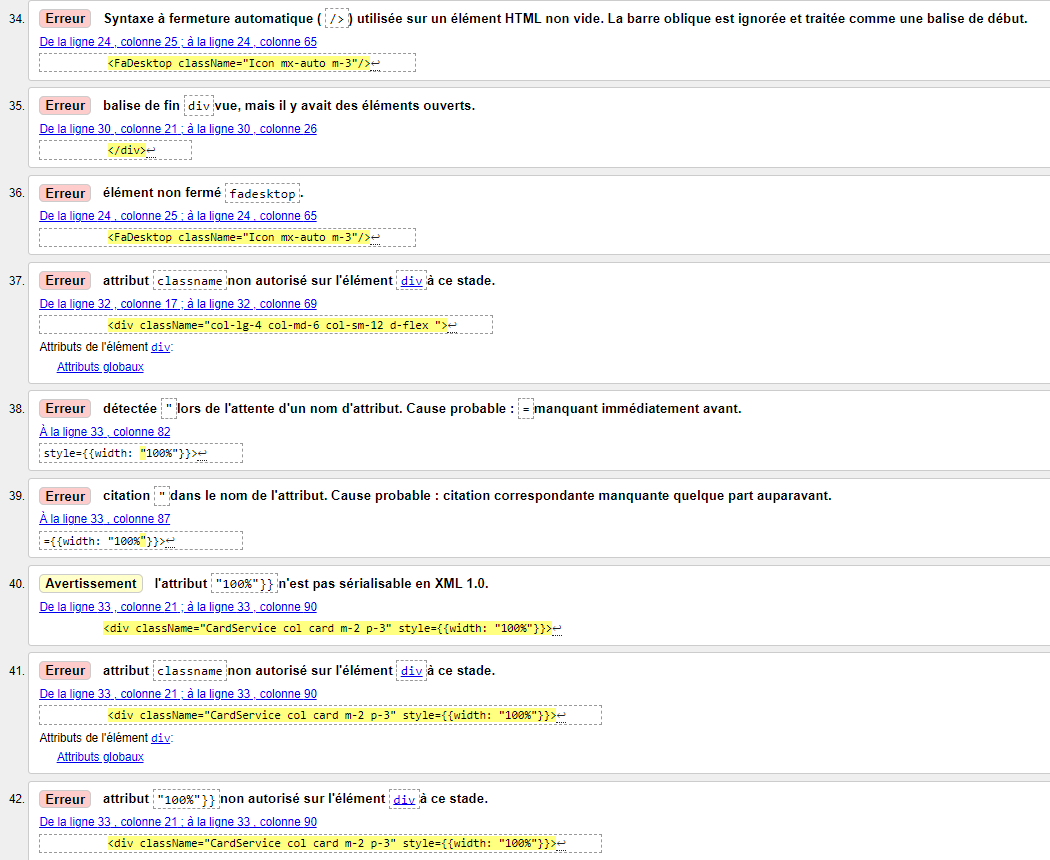 34. Erreur Syntaxe à fermeture automatique ( /> ) utilisée sur un élément HTML non vide. La barre oblique est ignorée et traitée comme une balise de début.
De la ligne 24 , colonne 25 ; à la ligne 24 , colonne 65
<FaDesktop className="Icon mx-auto m-3"/>↩
35. Erreur balise de fin div vue, mais il y avait des éléments ouverts.
De la ligne 30 , colonne 21 ; à la ligne 30 , colonne 26
</div>↩
36. Erreur élément non fermé fadesktop .
De la ligne 24 , colonne 25 ; à la ligne 24 , colonne 65
<FaDesktop className="Icon mx-auto m-3"/>↩
37. Erreur attribut classname non autorisé sur l'élément div à ce stade.
De la ligne 32 , colonne 17 ; à la ligne 32 , colonne 69
<div className="col-lg-4 col-md-6 col-sm-12 d-flex ">↩
Attributs de l'élément div:
Attributs globaux
38. Erreur détectée " lors de l'attente d'un nom d'attribut. Cause probable : = manquant immédiatement avant.
À la ligne 33 , colonne 82
style={{width: "100%"}}>↩
39. Erreur citation " dans le nom de l'attribut. Cause probable : citation correspondante manquante quelque part auparavant.
À la ligne 33 , colonne 87
={{width: "100%"}}>↩
40. Avertissement l'attribut "100%"}} n'est pas sérialisable en XML 1.0.
De la ligne 33 , colonne 21 ; à la ligne 33 , colonne 90
<div className="CardService col card m-2 p-3" style={{width: "100%"}}>↩
41. Erreur attribut classname non autorisé sur l'élément div à ce stade.
De la ligne 33 , colonne 21 ; à la ligne 33 , colonne 90
<div className="CardService col card m-2 p-3" style={{width: "100%"}}>↩
Attributs de l'élément div:
Attributs globaux
42. Erreur attribut "100%"}} non autorisé sur l'élément div à ce stade.
De la ligne 33 , colonne 21 ; à la ligne 33 , colonne 90
<div className="CardService col card m-2 p-3" style={{width: "100%"}}>↩